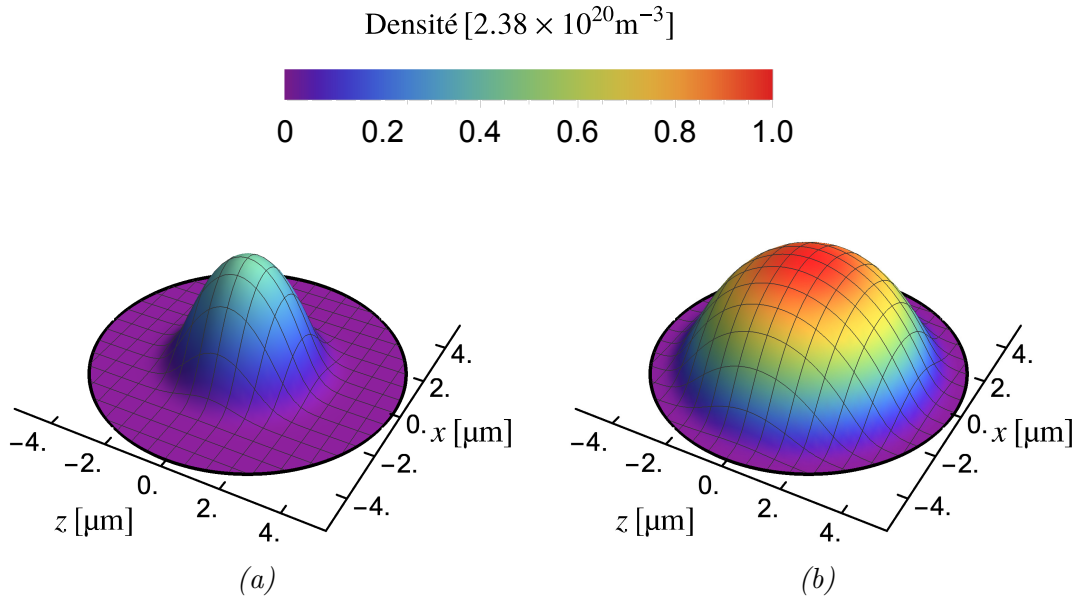 Densité [2.38 × 10²⁰m⁻³]
0 0.2 0.4 0.6 0.8 1.0
−4. −2. 0. 2. 4.
z [µm]
−4. −2. 0. 2. 4.
x [µm]
−4. −2. 0. 2. 4.
z [µm]
−4. −2. 0. 2. 4.
x [µm]
(a) (b)